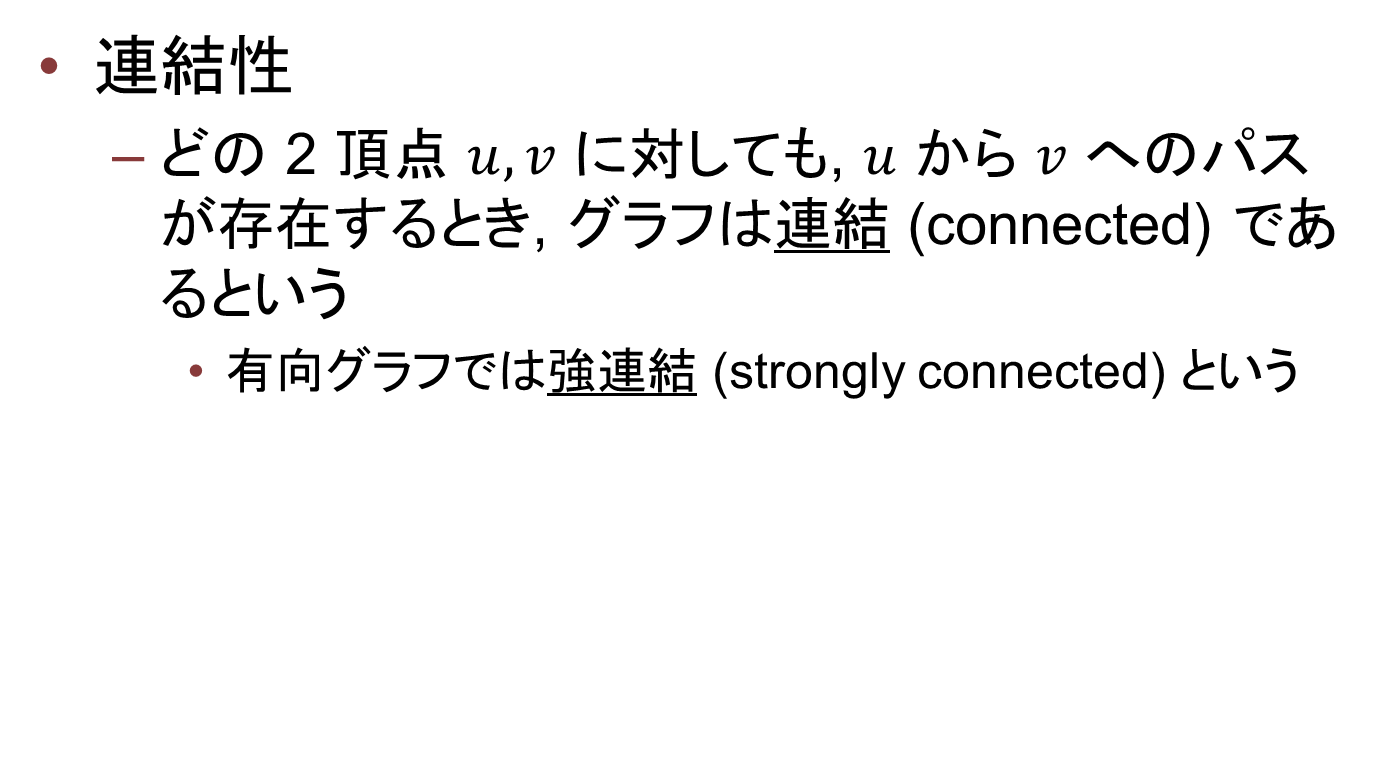 • 連結性
– どの 2 頂点 𝑢, 𝑣 に対しても, 𝑢 から 𝑣 へのパス
が存在するとき, グラフは連結 (connected) であ
るという
• 有向グラフでは強連結 (strongly connected) という